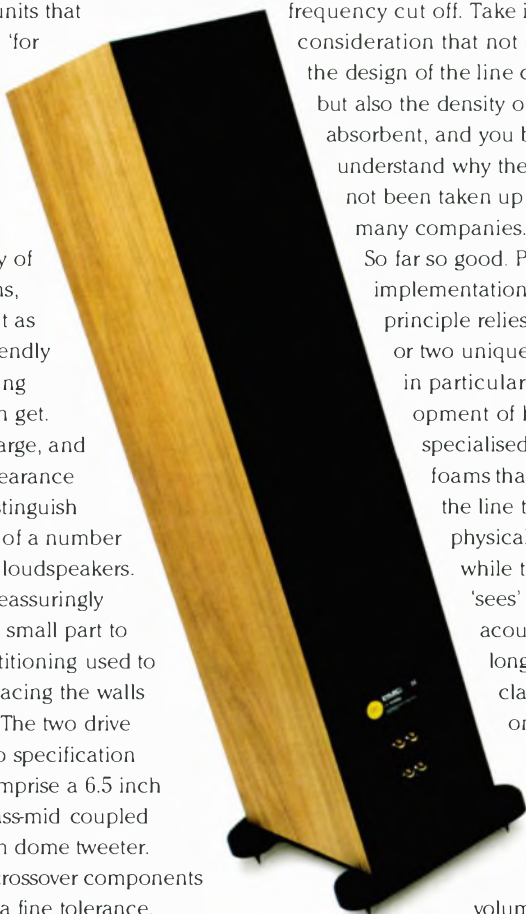 units that
'for
y of
ns,
t as
endly
ng
n get.
arge, and
earance
stinguish
of a number
loudspeakers.
eassuringly
small part to
titioning used to
acing the walls
The two drive
o specification
mprise a 6.5 inch
ass-mid coupled
n dome tweeter.
crossover components
a fine tolerance.
frequency cut off. Take i
consideration that not
the design of the line
but also the density o
absorbent, and you b
understand why the
not been taken up
many companies.
So far so good. P
implementation
principle relies
or two unique
in particular
opment of
specialised
foams tha
the line t
physical
while t
'sees'
acou
long
cla
or
volum